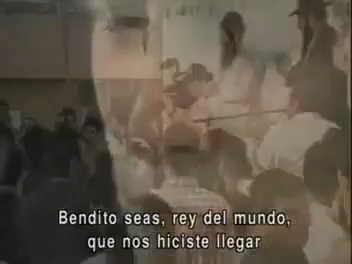 Bendito seas, rey del mundo,
que nos hiciste llegar